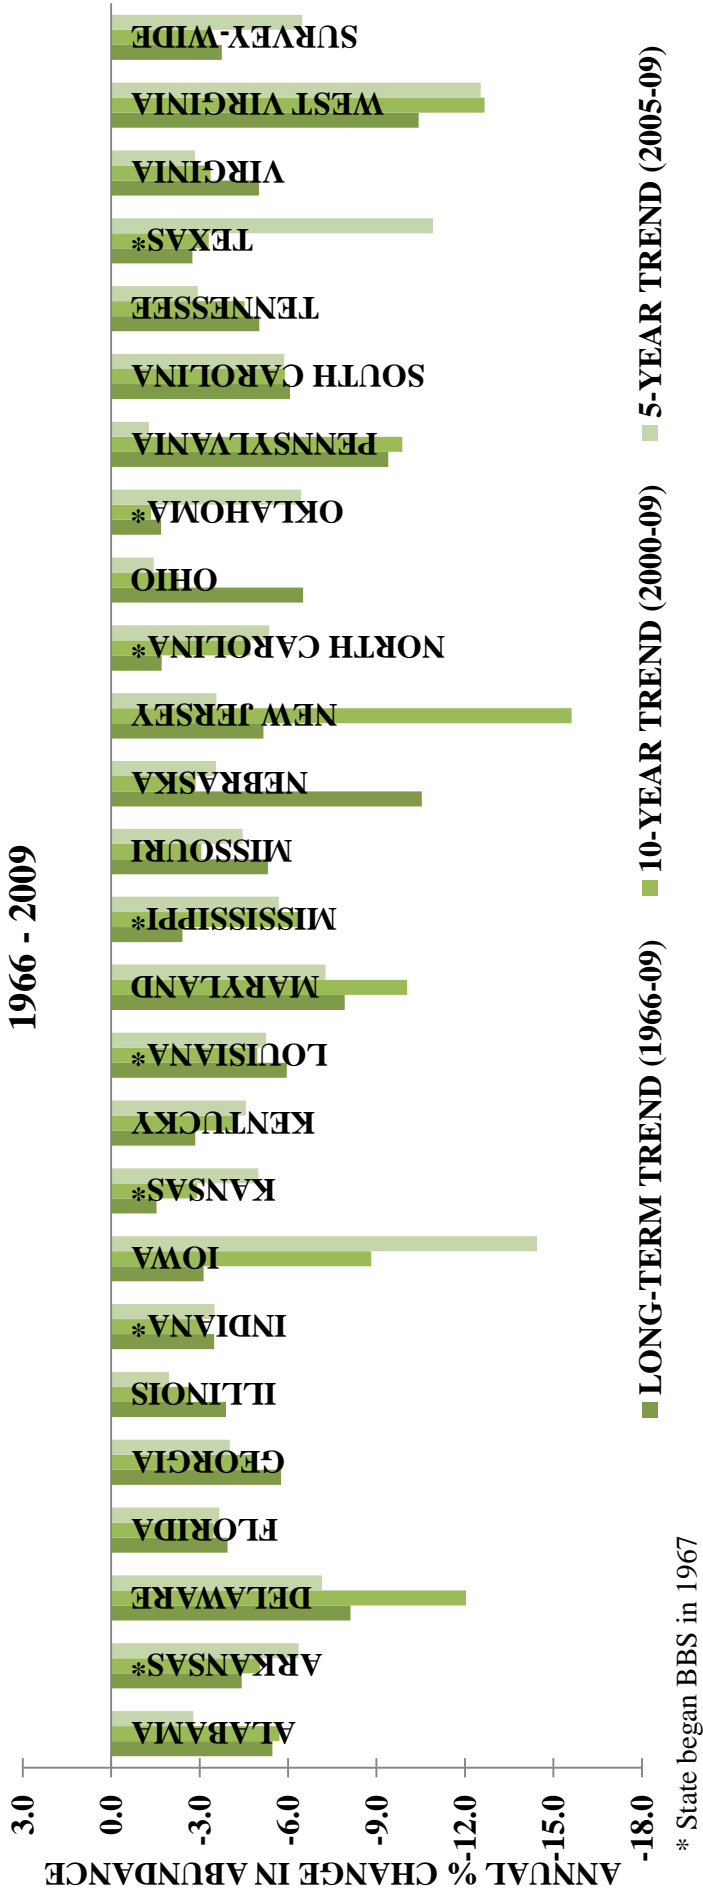 1966 - 2009
ANNUAL % CHANGE IN ABUNDANCE
3.0
0.0
-3.0
-6.0
-9.0
-12.0
-15.0
-18.0
ALABAMA
ARKANSAS*
DELAWARE
FLORIDA
GEORGIA
ILLINOIS
INDIANA*
IOWA
KANSAS*
KENTUCKY
LOUISIANA*
MARYLAND
MISSISSIPPI*
MISSOURI
NEBRASKA
NEW JERSEY
NORTH CAROLINA*
OHIO
OKLAHOMA*
PENNSYLVANIA
SOUTH CAROLINA
TENNESSEE
TEXAS*
VIRGINIA
WEST VIRGINIA
SURVEY-WIDE
LONG-TERM TREND (1966-09)
10-YEAR TREND (2000-09)
5-YEAR TREND (2005-09)
* State began BBS in 1967